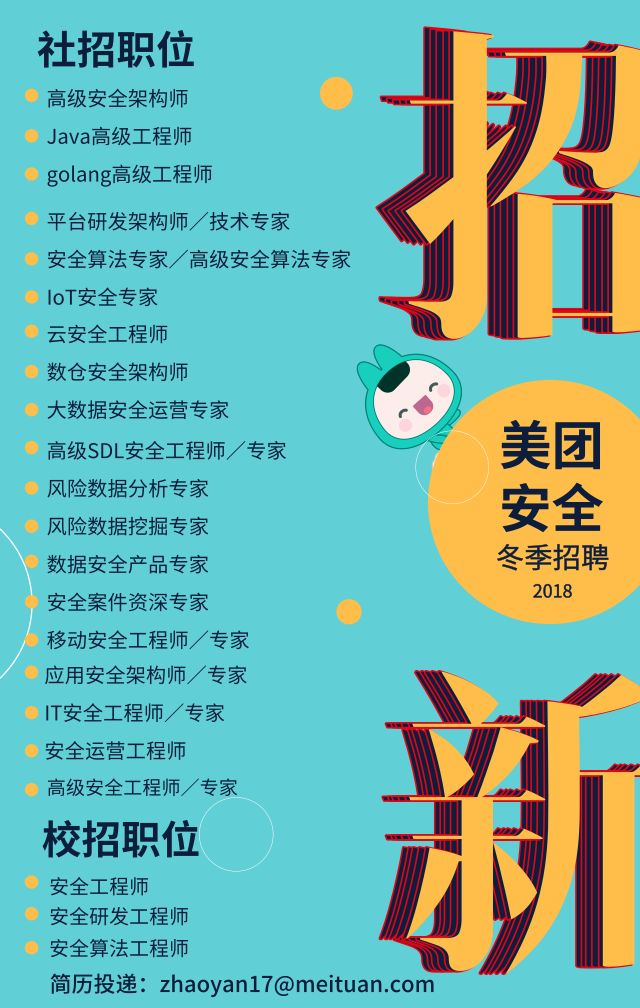 社招职位
高级安全架构师
Java高级工程师
golang高级工程师
平台研发架构师／技术专家
安全算法专家／高级安全算法专家
IoT安全专家
云安全工程师
数仓安全架构师
大数据安全运营专家
高级SDL安全工程师／专家
风险数据分析专家
风险数据挖掘专家
数据安全产品专家
安全案件资深专家
移动安全工程师／专家
应用安全架构师／专家
IT安全工程师／专家
安全运营工程师
高级安全工程师／专家
校招职位
安全工程师
安全研发工程师
安全算法工程师
简历投递：zhaoyan17@meituan.com
招
美团
安全
冬季招聘
2018
新